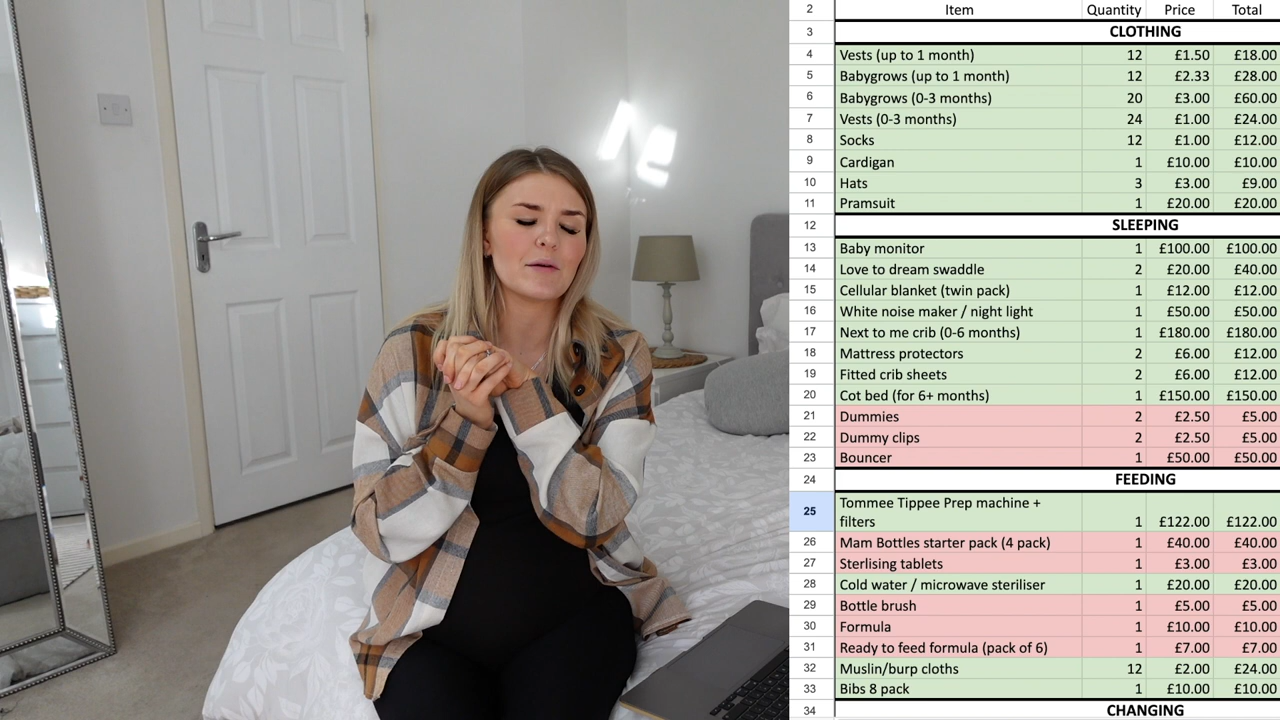 2 Item Quantity Price Total
3 CLOTHING
4 Vests (up to 1 month) 12 £1.50 £18.00
5 Babygrows (up to 1 month) 12 £2.33 £28.00
6 Babygrows (0-3 months) 20 £3.00 £60.00
7 Vests (0-3 months) 24 £1.00 £24.00
8 Socks 12 £1.00 £12.00
9 Cardigan 1 £10.00 £10.00
10 Hats 3 £3.00 £9.00
11 Pramsuit 1 £20.00 £20.00
12 SLEEPING
13 Baby monitor 1 £100.00 £100.00
14 Love to dream swaddle 2 £20.00 £40.00
15 Cellular blanket (twin pack) 1 £12.00 £12.00
16 White noise maker / night light 1 £50.00 £50.00
17 Next to me crib (0-6 months) 1 £180.00 £180.00
18 Mattress protectors 2 £6.00 £12.00
19 Fitted crib sheets 2 £6.00 £12.00
20 Cot bed (for 6+ months) 1 £150.00 £150.00
21 Dummies 2 £2.50 £5.00
22 Dummy clips 2 £2.50 £5.00
23 Bouncer 1 £50.00 £50.00
24 FEEDING
25 Tommee Tippee Prep machine +
filters 1 £122.00 £122.00
26 Mam Bottles starter pack (4 pack) 1 £40.00 £40.00
27 Sterlising tablets 1 £3.00 £3.00
28 Cold water / microwave steriliser 1 £20.00 £20.00
29 Bottle brush 1 £5.00 £5.00
30 Formula 1 £10.00 £10.00
31 Ready to feed formula (pack of 6) 1 £7.00 £7.00
32 Muslin/burp cloths 12 £2.00 £24.00
33 Bibs 8 pack 1 £10.00 £10.00
34 CHANGING